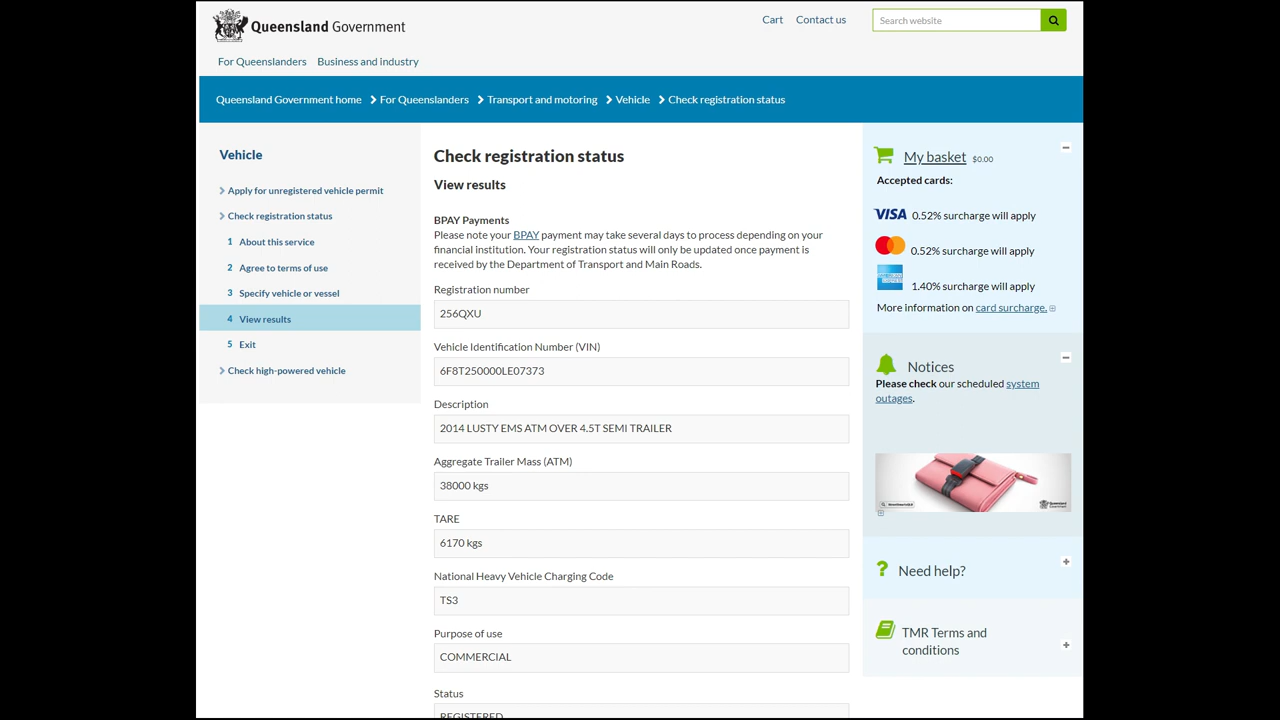 Queensland Government
Cart
Contact us
Search website
For Queenslanders
Business and industry
Queensland Government home
For Queenslanders
Transport and motoring
Vehicle
Check registration status
Vehicle
Apply for unregistered vehicle permit
Check registration status
1 About this service
2 Agree to terms of use
3 Specify vehicle or vessel
4 View results
5 Exit
Check high-powered vehicle
Check registration status
View results
BPAY Payments
Please note your BPAY payment may take several days to process depending on your
financial institution. Your registration status will only be updated once payment is
received by the Department of Transport and Main Roads.
Registration number
256QXU
Vehicle Identification Number (VIN)
6F8T250000LE07373
Description
2014 LUSTY EMS ATM OVER 4.5T SEMI TRAILER
Aggregate Trailer Mass (ATM)
38000 kgs
TARE
6170 kgs
National Heavy Vehicle Charging Code
TS3
Purpose of use
COMMERCIAL
Status
REGISTERED
My basket $0.00
Accepted cards:
VISA 0.52% surcharge will apply
0.52% surcharge will apply
1.40% surcharge will apply
More information on card surcharge.
Notices
Please check our scheduled system
outages.
Need help?
TMR Terms and
conditions